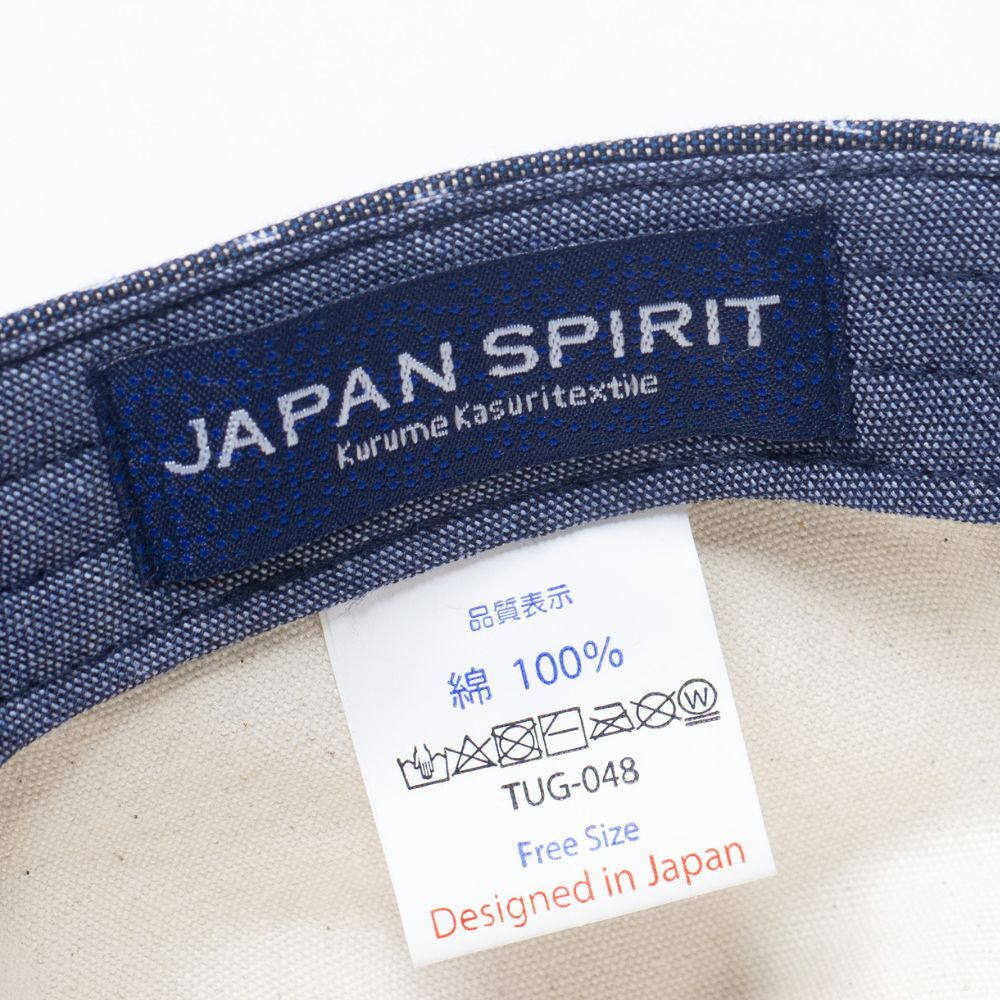 JAPAN SPIRIT
Kurume Kasuri textile
品質表示
綿 100%
W
TUG-048
Free Size
Designed in Japan